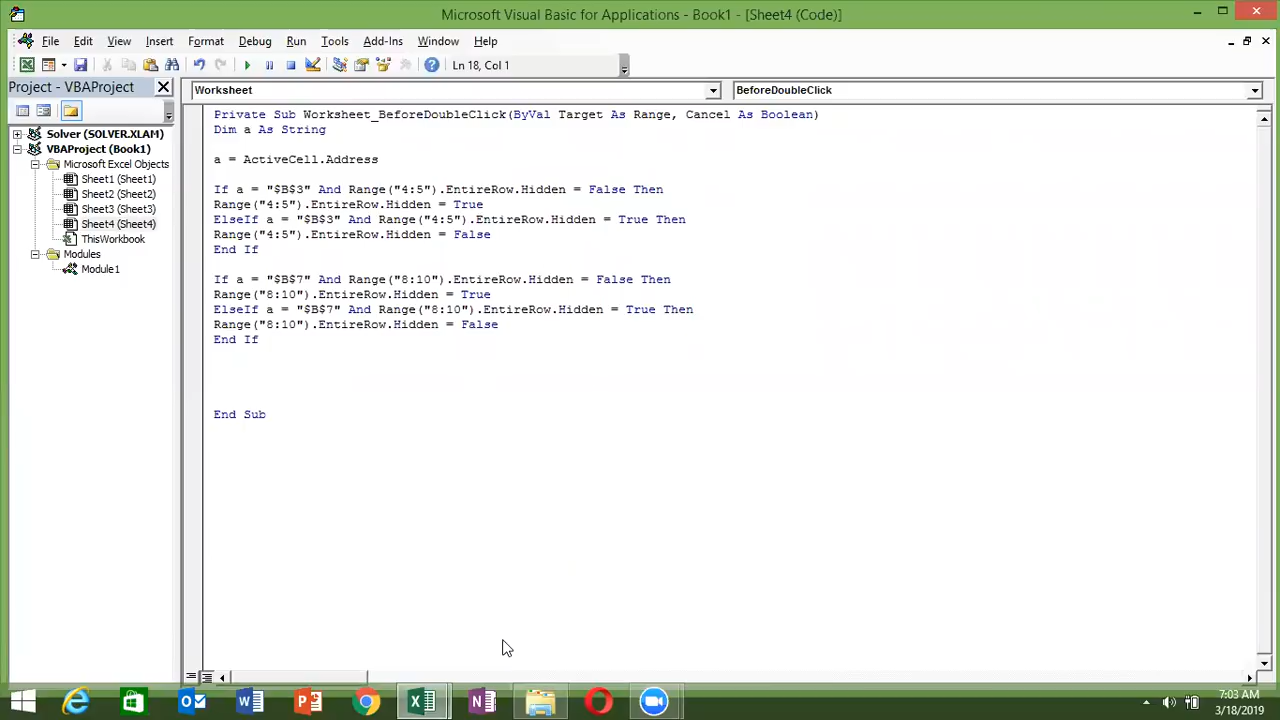 Microsoft Visual Basic for Applications - Book1 - [Sheet4 (Code)]
File Edit View Insert Format Debug Run Tools Add-Ins Window Help
Ln 18, Col 1
Project - VBAProject
Worksheet
BeforeDoubleClick
Solver (SOLVER.XLAM)
VBAProject (Book1)
Microsoft Excel Objects
Sheet1 (Sheet1)
Sheet2 (Sheet2)
Sheet3 (Sheet3)
Sheet4 (Sheet4)
ThisWorkbook
Modules
Module1
Private Sub Worksheet_BeforeDoubleClick(ByVal Target As Range, Cancel As Boolean)
Dim a As String
a = ActiveCell.Address
If a = "$B$3" And Range("4:5").EntireRow.Hidden = False Then
Range("4:5").EntireRow.Hidden = True
ElseIf a = "$B$3" And Range("4:5").EntireRow.Hidden = True Then
Range("4:5").EntireRow.Hidden = False
End If
If a = "$B$7" And Range("8:10").EntireRow.Hidden = False Then
Range("8:10").EntireRow.Hidden = True
ElseIf a = "$B$7" And Range("8:10").EntireRow.Hidden = True Then
Range("8:10").EntireRow.Hidden = False
End If
End Sub
7:03 AM
3/18/2019